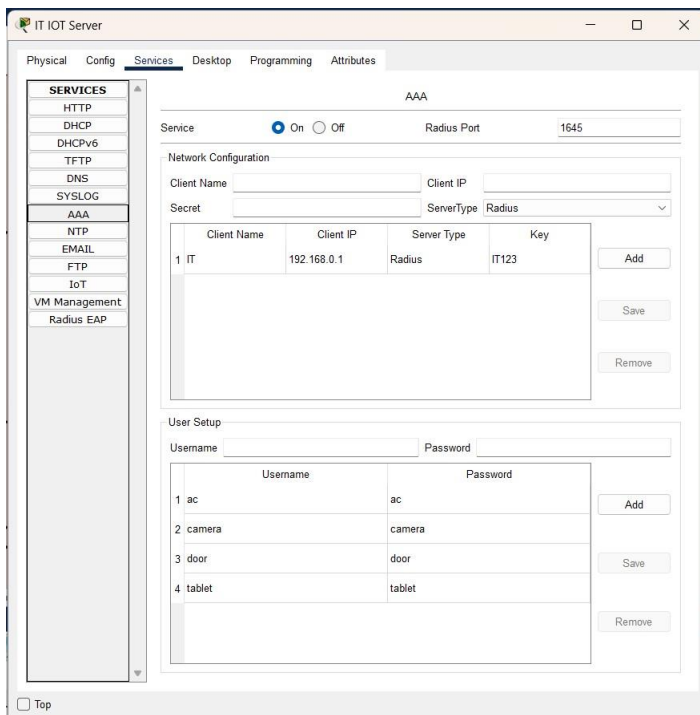 IT IOT Server
Physical Config Services Desktop Programming Attributes
SERVICES
HTTP
DHCP
DHCPv6
TFTP
DNS
SYSLOG
AAA
NTP
EMAIL
FTP
IoT
VM Management
Radius EAP
AAA
Service On Off Radius Port 1645
Network Configuration
Client Name Client IP
Secret ServerType Radius
Client Name Client IP Server Type Key
1 IT 192.168.0.1 Radius IT123
Add
Save
Remove
User Setup
Username Password
Username Password
1 ac ac
2 camera camera
3 door door
4 tablet tablet
Add
Save
Remove
Top